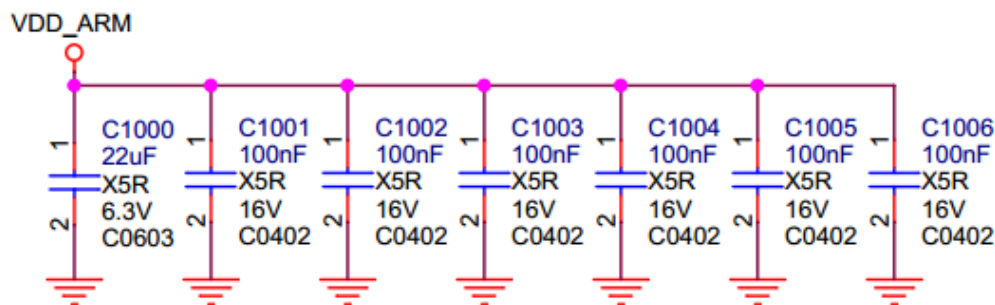 VDD_ARM
1
C1000
22uF
X5R
6.3V
C0603
2
1
C1001
100nF
X5R
16V
C0402
2
1
C1002
100nF
X5R
16V
C0402
2
1
C1003
100nF
X5R
16V
C0402
2
1
C1004
100nF
X5R
16V
C0402
2
1
C1005
100nF
X5R
16V
C0402
2
1
C1006
100nF
X5R
16V
C0402
2